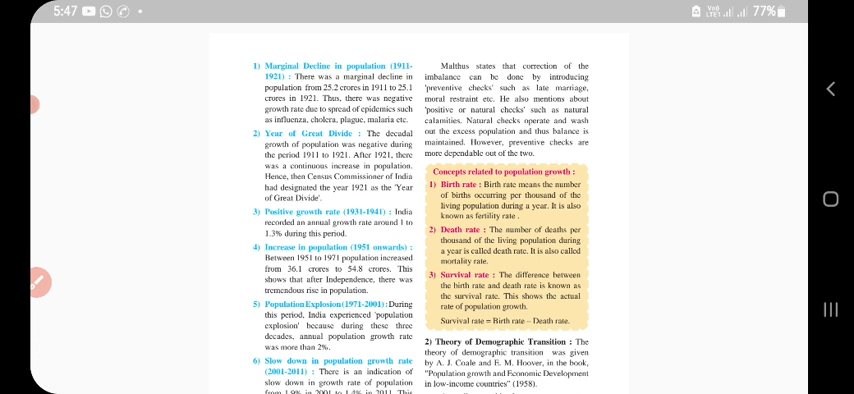 5:47
Vo))
LTE1
77%
1) Marginal Decline in population (1911-
1921) : There was a marginal decline in
population from 25.2 crores in 1911 to 25.1
crores in 1921. Thus, there was negative
growth rate due to spread of epidemics such
as influenza, cholera, plague, malaria etc.
2) Year of Great Divide : The decadal
growth of population was negative during
the period 1911 to 1921. After 1921, there
was a continuous increase in population.
Hence, then Census Commissioner of India
had designated the year 1921 as the 'Year
of Great Divide'.
3) Positive growth rate (1931-1941) : India
recorded an annual growth rate around 1 to
1.3% during this period.
4) Increase in population (1951 onwards) :
Between 1951 to 1971 population increased
from 36.1 crores to 54.8 crores. This
shows that after Independence, there was
tremendous rise in population.
5) Population Explosion (1971-2001) : During
this period, India experienced 'population
explosion' because during these three
decades, annual population growth rate
was more than 2%.
6) Slow down in population growth rate
(2001-2011) : There is an indication of
slow down in growth rate of population
from 1.9% in 2001 to 1.4% in 2011. This
Malthus states that correction of the
imbalance can be done by introducing
'preventive checks' such as late marriage,
moral restraint etc. He also mentions about
'positive or natural checks' such as natural
calamities. Natural checks operate and wash
out the excess population and thus balance is
maintained. However, preventive checks are
more dependable out of the two.
Concepts related to population growth :
1) Birth rate : Birth rate means the number
of births occurring per thousand of the
living population during a year. It is also
known as fertility rate .
2) Death rate : The number of deaths per
thousand of the living population during
a year is called death rate. It is also called
mortality rate.
3) Survival rate : The difference between
the birth rate and death rate is known as
the survival rate. This shows the actual
rate of population growth.
Survival rate = Birth rate – Death rate.
2) Theory of Demographic Transition : The
theory of demographic transition was given
by A. J. Coale and E. M. Hoover, in the book,
"Population growth and Economic Development
in low-income countries" (1958).